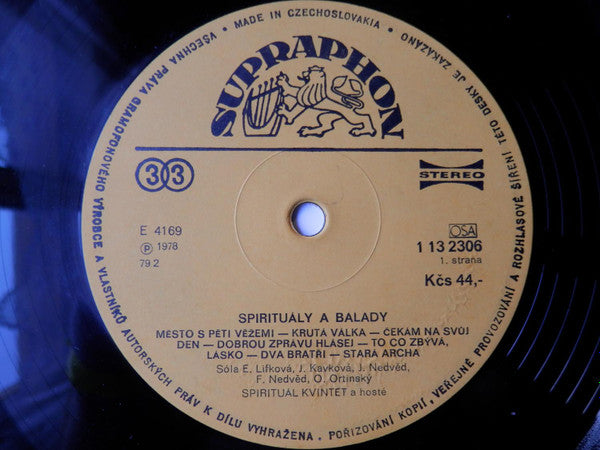 VŠECHNA PRÁVA GRAMOFONOVÉHO VÝROBCE A VLASTNÍKŮ AUTORSKÝCH PRÁV K DÍLU VYHRAŽENA. POŘIZOVÁNÍ KOPIÍ, VEŘEJNÉ PROVOZOVÁNÍ A ROZHLASOVÉ ŠÍŘENÍ TÉTO DESKY JE ZAKÁZÁNO
MADE IN CZECHOSLOVAKIA
SUPRAPHON
33
STEREO
E 4169
Ⓟ 1978
79 2
OSA
1 13 2306
1. strana
Kčs 44,-
SPIRITUÁLY A BALADY
MĚSTO S PĚTI VĚŽEMI — KRUTÁ VÁLKA — ČEKÁM NA SVŮJ
DEN — DOBROU ZPRÁVU HLÁSEJ — TO CO ZBÝVÁ,
LÁSKO — DVA BRATŘI — STARÁ ARCHA
Sóla E. Lifková, J. Kavková, J. Nedvěd,
F. Nedvěd, O. Ortinský
SPIRITUÁL KVINTET a hosté